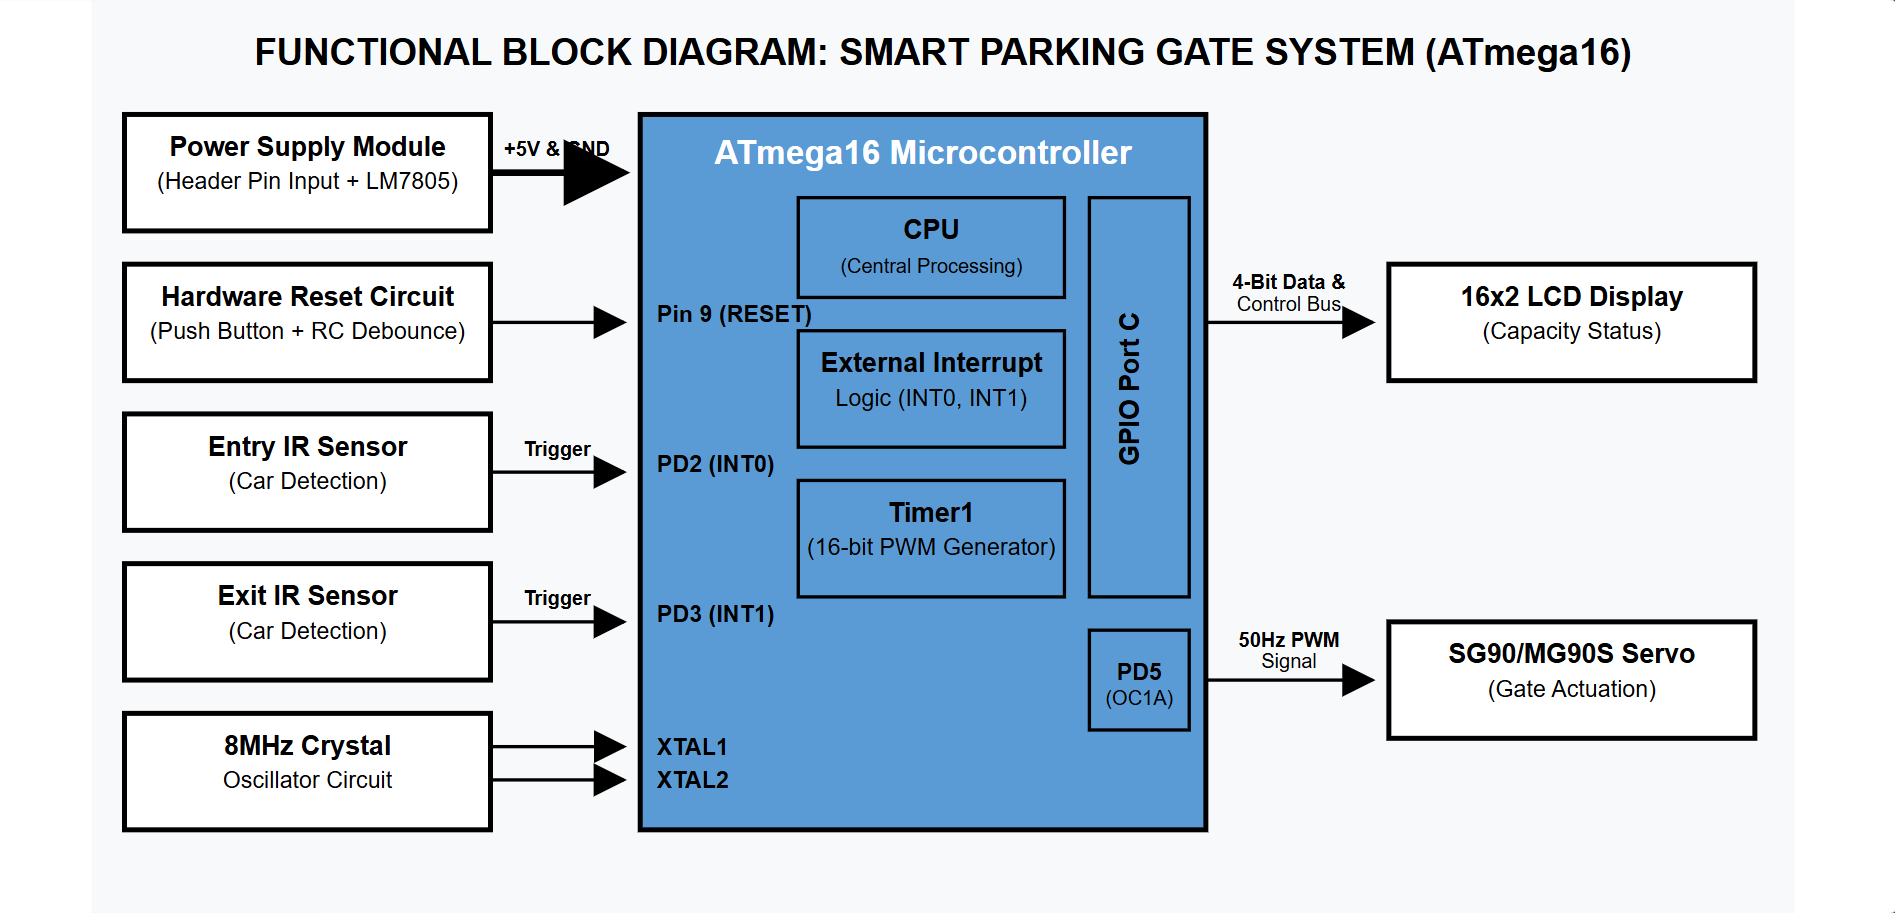 FUNCTIONAL BLOCK DIAGRAM: SMART PARKING GATE SYSTEM (ATmega16)
Power Supply Module
(Header Pin Input + LM7805)
+5V & GND
Hardware Reset Circuit
(Push Button + RC Debounce)
Entry IR Sensor
(Car Detection)
Trigger
Exit IR Sensor
(Car Detection)
Trigger
8MHz Crystal
Oscillator Circuit
ATmega16 Microcontroller
Pin 9 (RESET)
PD2 (INT0)
PD3 (INT1)
XTAL1
XTAL2
CPU
(Central Processing)
External Interrupt
Logic (INT0, INT1)
Timer1
(16-bit PWM Generator)
GPIO Port C
PD5
(OC1A)
4-Bit Data &
Control Bus
16x2 LCD Display
(Capacity Status)
50Hz PWM
Signal
SG90/MG90S Servo
(Gate Actuation)